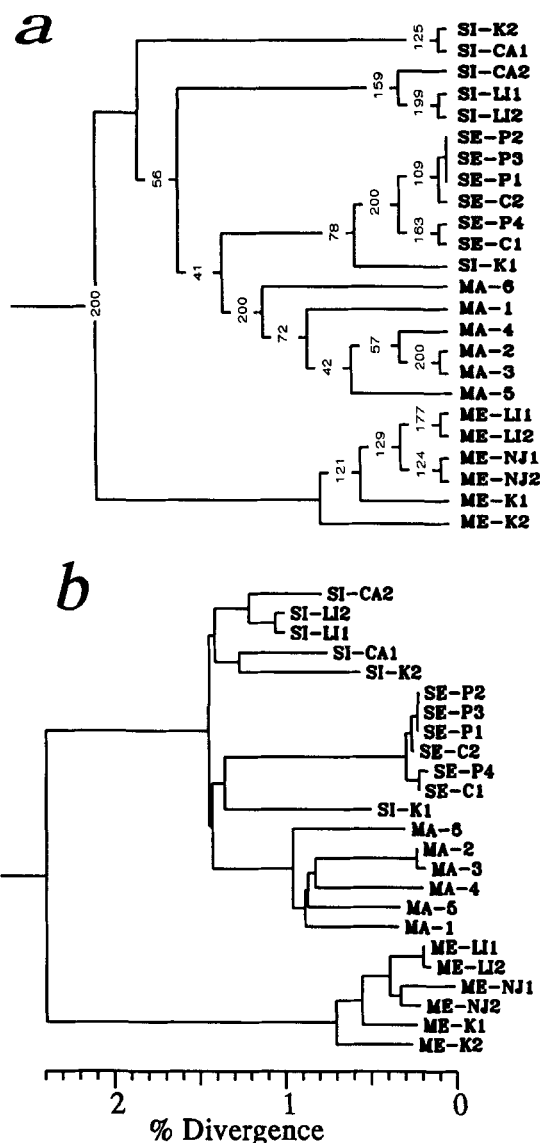 a
125
SI-K2
SI-CA1
159
SI-CA2
199
SI-LI1
SI-LI2
SE-P2
SE-P3
109
SE-P1
56
200
SE-C2
163
SE-P4
78
SE-C1
SI-K1
41
MA-6
200
200
MA-1
72
57
MA-4
MA-2
200
MA-3
42
MA-5
177
ME-LI1
129
ME-LI2
124
ME-NJ1
121
ME-NJ2
ME-K1
ME-K2
b
SI-CA2
SI-LI2
SI-LI1
SI-CA1
SI-K2
SE-P2
SE-P3
SE-P1
SE-C2
SE-P4
SE-C1
SI-K1
MA-6
MA-2
MA-3
MA-4
MA-5
MA-1
ME-LI1
ME-LI2
ME-NJ1
ME-NJ2
ME-K1
ME-K2
2 1 0
% Divergence